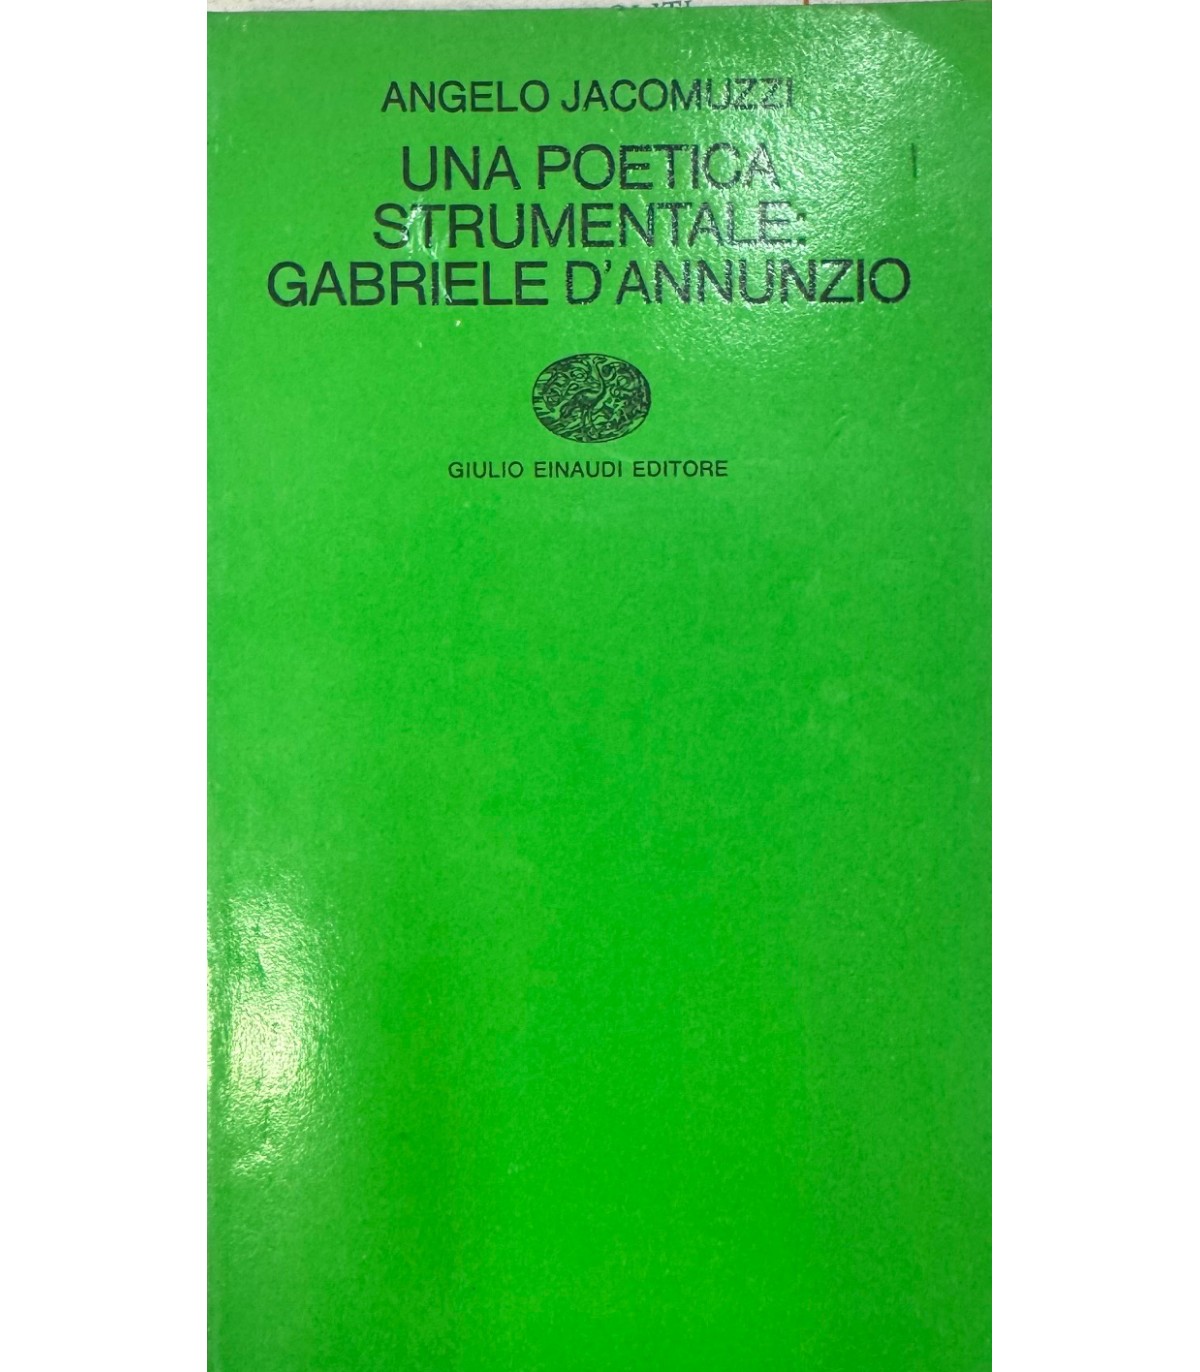 ANGELO JACOMUZZI
UNA POETICA
STRUMENTALE:
GABRIELE D'ANNUNZIO
GIULIO EINAUDI EDITORE